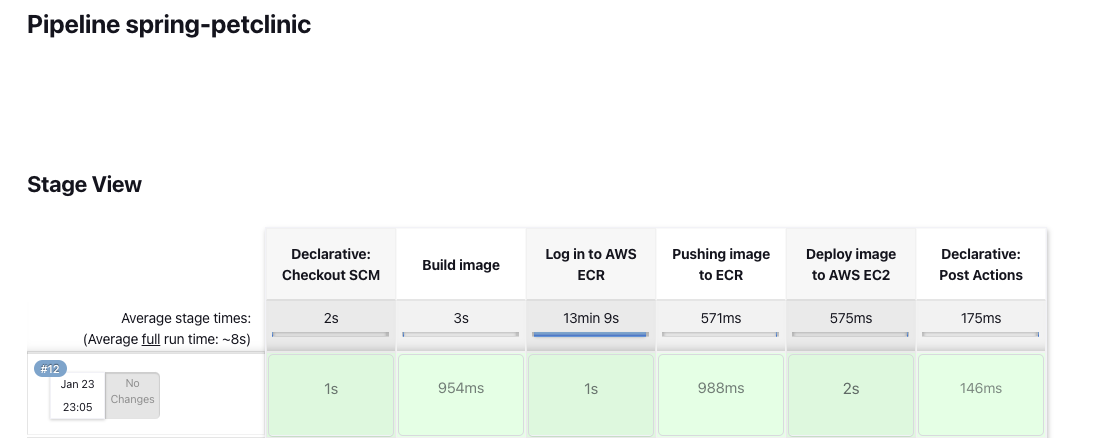 Pipeline spring-petclinic
Stage View
Declarative:
Checkout SCM
Build image
Log in to AWS
ECR
Pushing image
to ECR
Deploy image
to AWS EC2
Declarative:
Post Actions
Average stage times:
(Average full run time: ~8s)
2s
3s
13min 9s
571ms
575ms
175ms
#12
Jan 23
23:05
No
Changes
1s
954ms
1s
988ms
2s
146ms